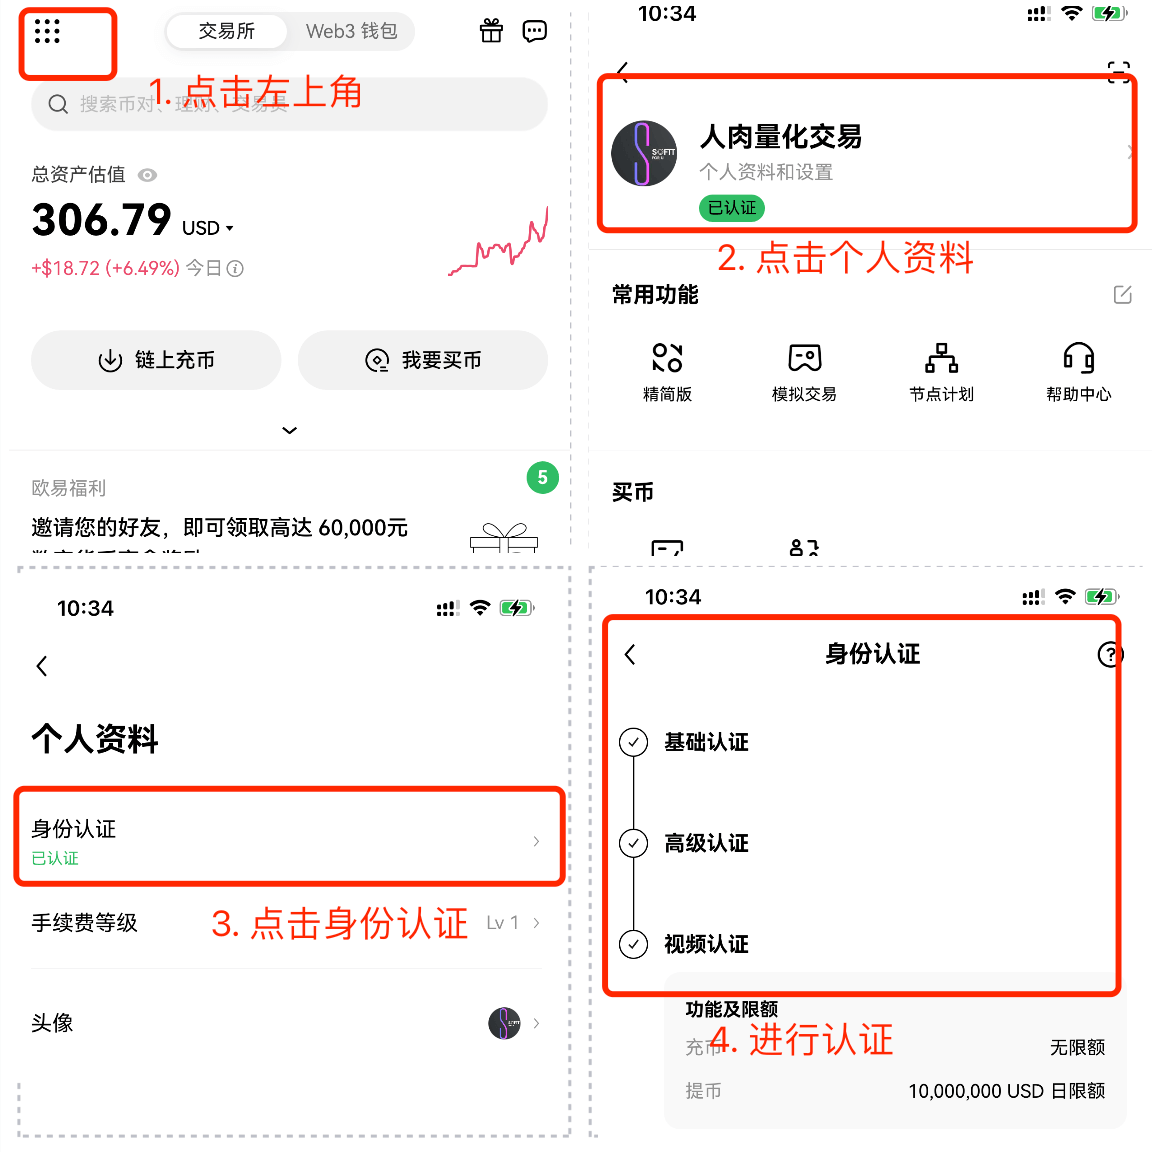 交易所
Web3 钱包
1. 点击左上角
搜索币对、理财、交易员
总资产估值
306.79 USD
+$18.72 (+6.49%) 今日
链上充币
我要买币
欧易福利
5
邀请您的好友，即可领取高达 60,000元
10:34
人肉量化交易
个人资料和设置
已认证
2. 点击个人资料
常用功能
精简版
模拟交易
节点计划
帮助中心
买币
10:34
个人资料
身份认证
已认证
3. 点击身份认证
手续费等级
Lv 1
头像
10:34
身份认证
基础认证
高级认证
视频认证
功能及限额
4. 进行认证
充币
无限额
提币
10,000,000 USD 日限额